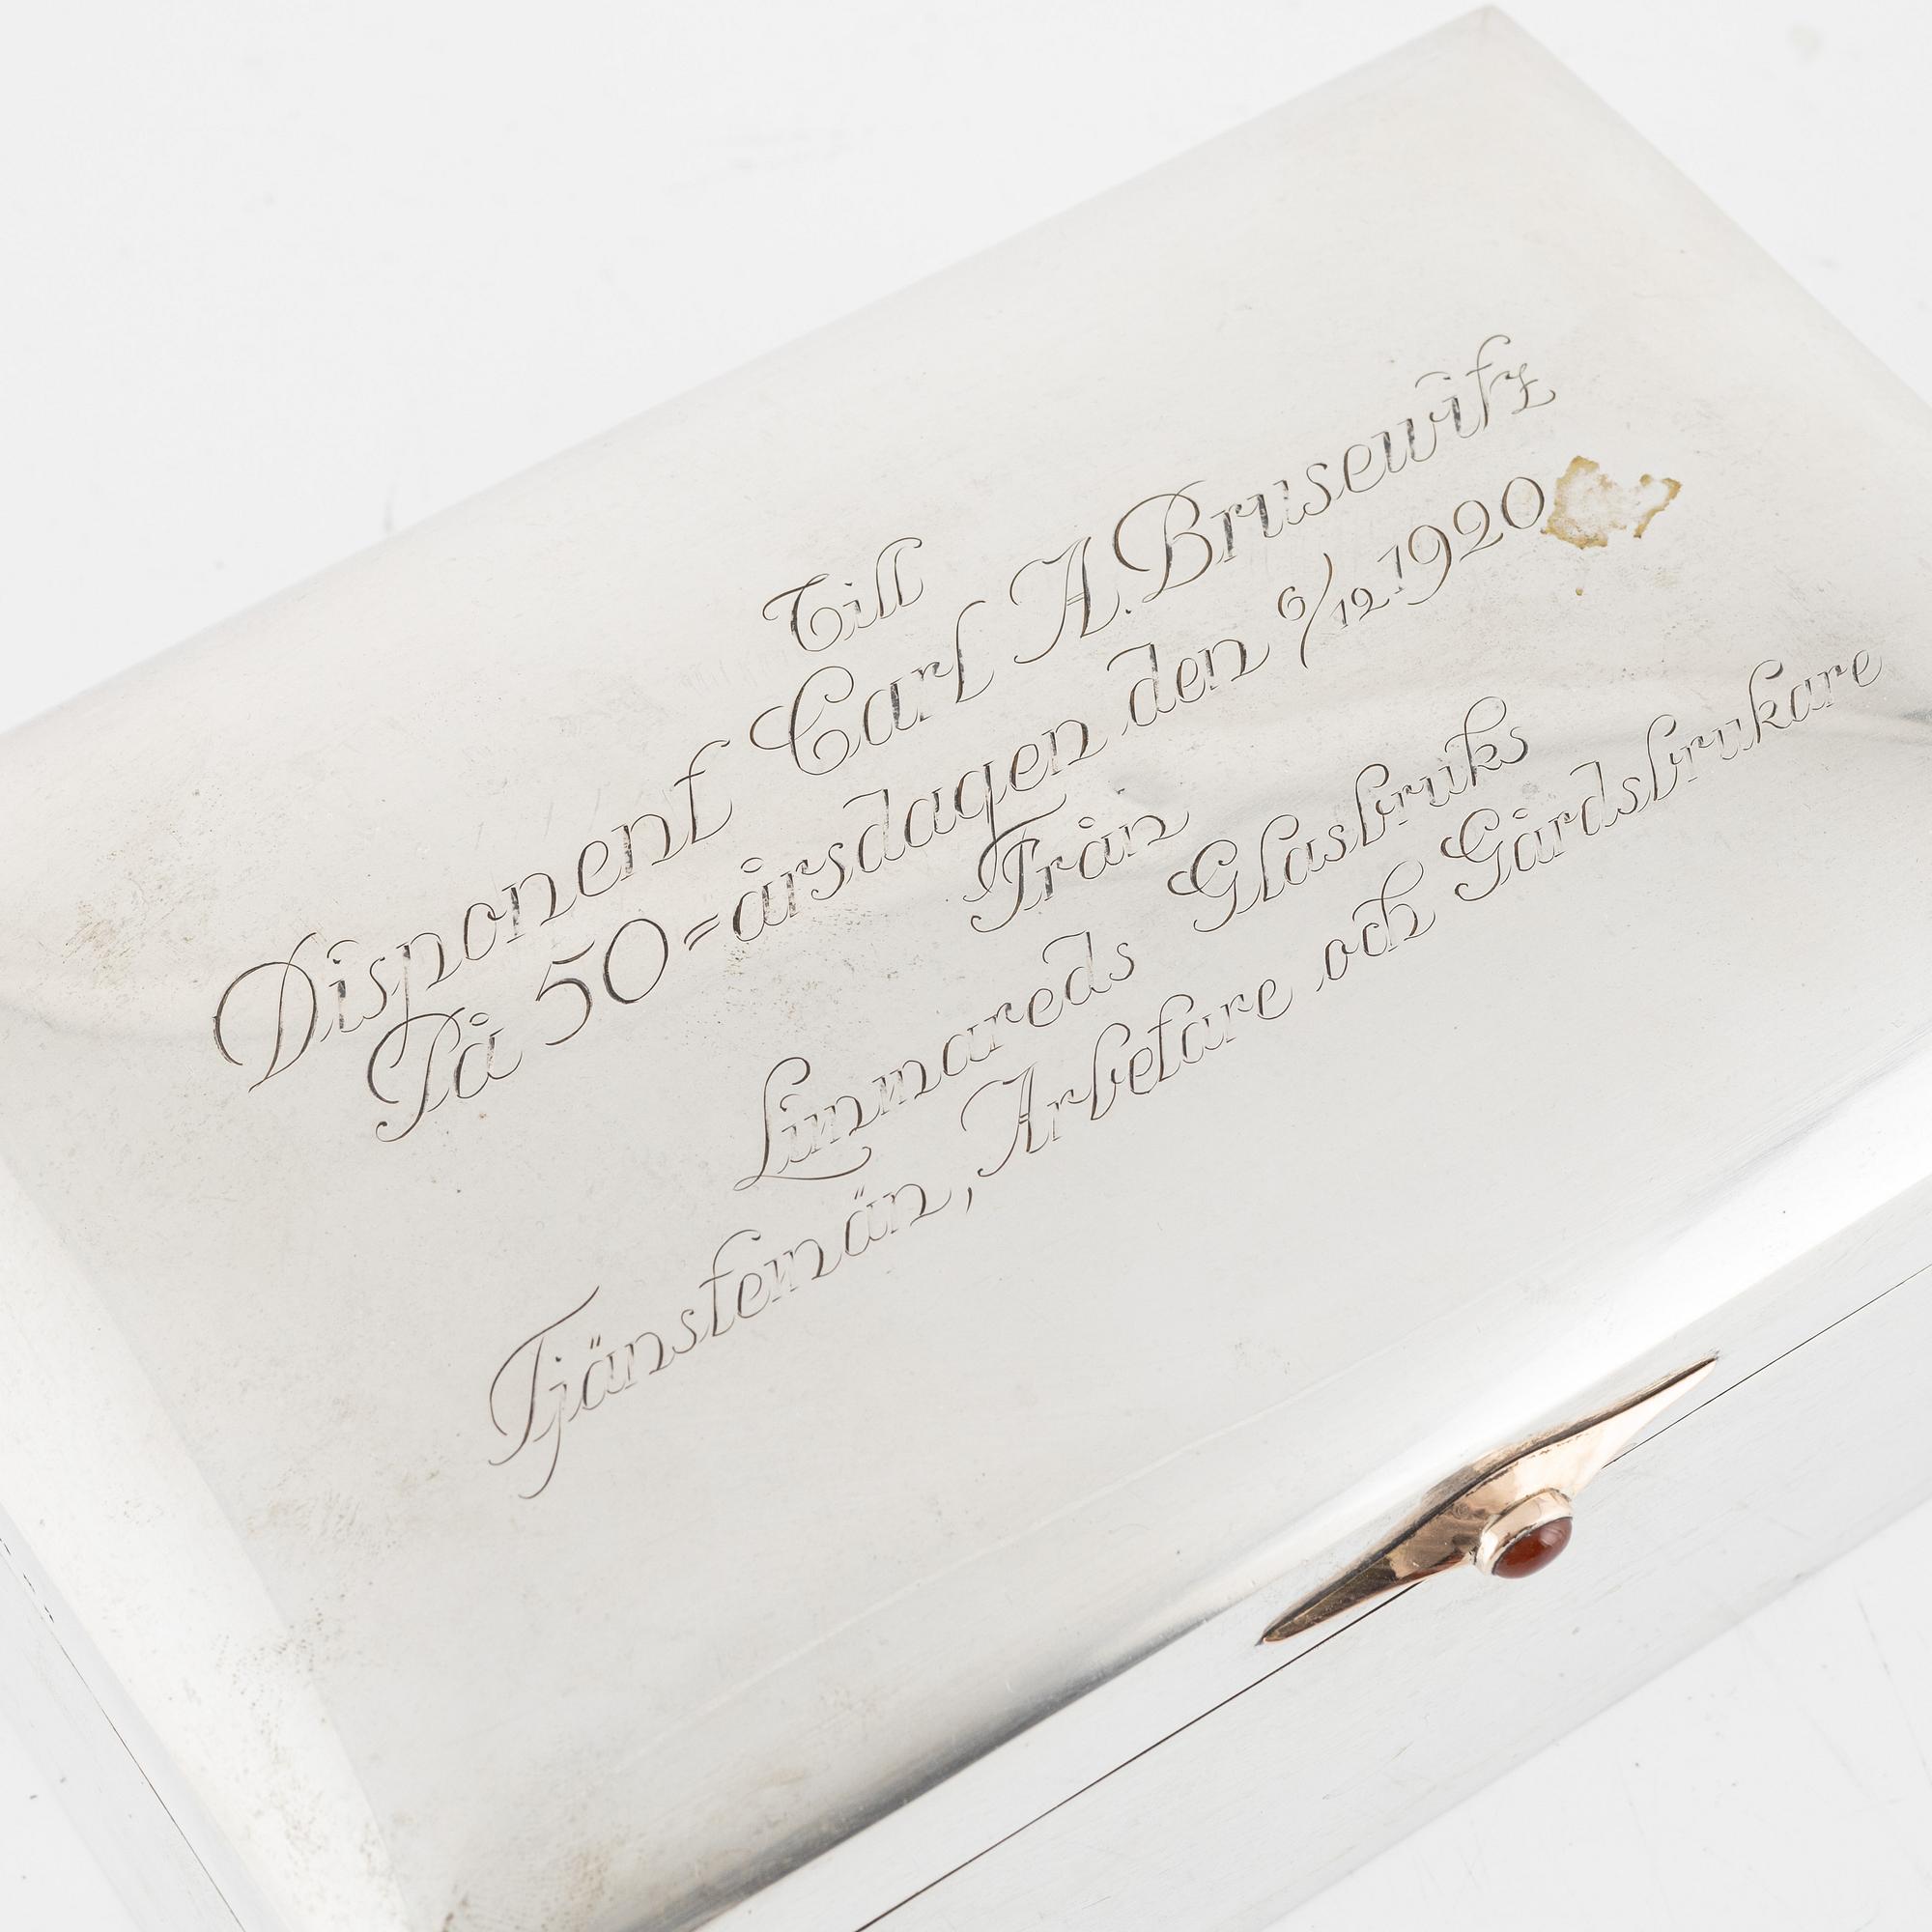 Till
Disponent Carl A. Brusewitz
På 50=årsdagen den 6/12 1920
Från
Limmareds Glasbruks
Tjänstemän, Arbetare och Gårdsbrukare